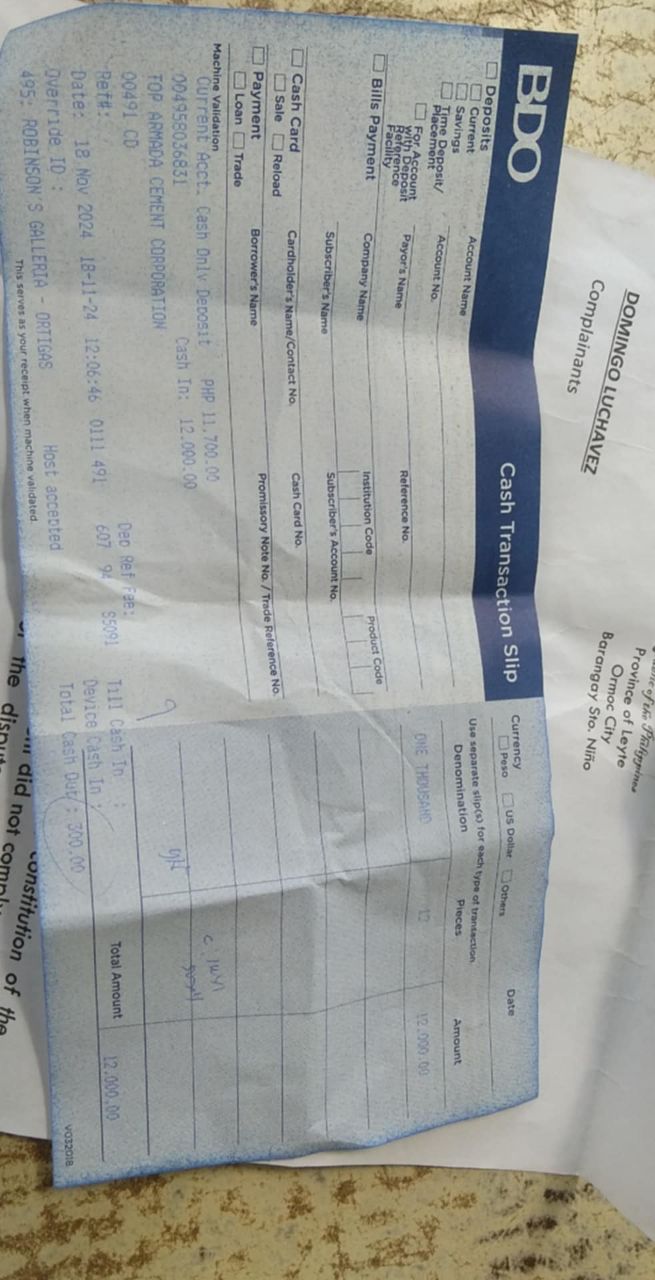 BDO
Cash Transaction Slip
Deposits
Current
Savings
Time Deposit/
Placement
For Account
With Deposit
Reference
Facility
Account Name
Account No.
Payor's Name
Reference No.
Bills Payment
Company Name
Institution Code
Product Code
Subscriber's Name
Subscriber's Account No.
Cash Card
Sale Reload
Cardholder's Name/Contact No.
Cash Card No.
Payment
Loan Trade
Borrower's Name
Promissory Note No. / Trade Reference No.
Currency
Peso US Dollar Others
Date
Use separate slip(s) for each type of transaction.
Denomination Pieces Amount
ONE THOUSAND 12 12,000.00
Total Amount 12,000.00
Machine Validation
Current Acct. Cash Only Deposit PHP 11,700.00
004958036831 Cash In: 12,000.00
TOP ARMADA CEMENT CORPORATION
00491 CD Dep Ref Fee:
Ref#: 607 94 85091 Till Cash In :
Date: 18 Nov 2024 18-11-24 12:06:46 0111 491 Device Cash In :
Override ID : Host accepted Total Cash Out : 300.00
495 ROBINSON S GALLERIA - ORTIGAS
This serves as your receipt when machine validated.
V032018
DOMINGO LUCHAVEZ
Complainants
of the Philippines
Province of Leyte
Ormoc City
Barangay Sto. Niño
constitution of the
did not comply
the